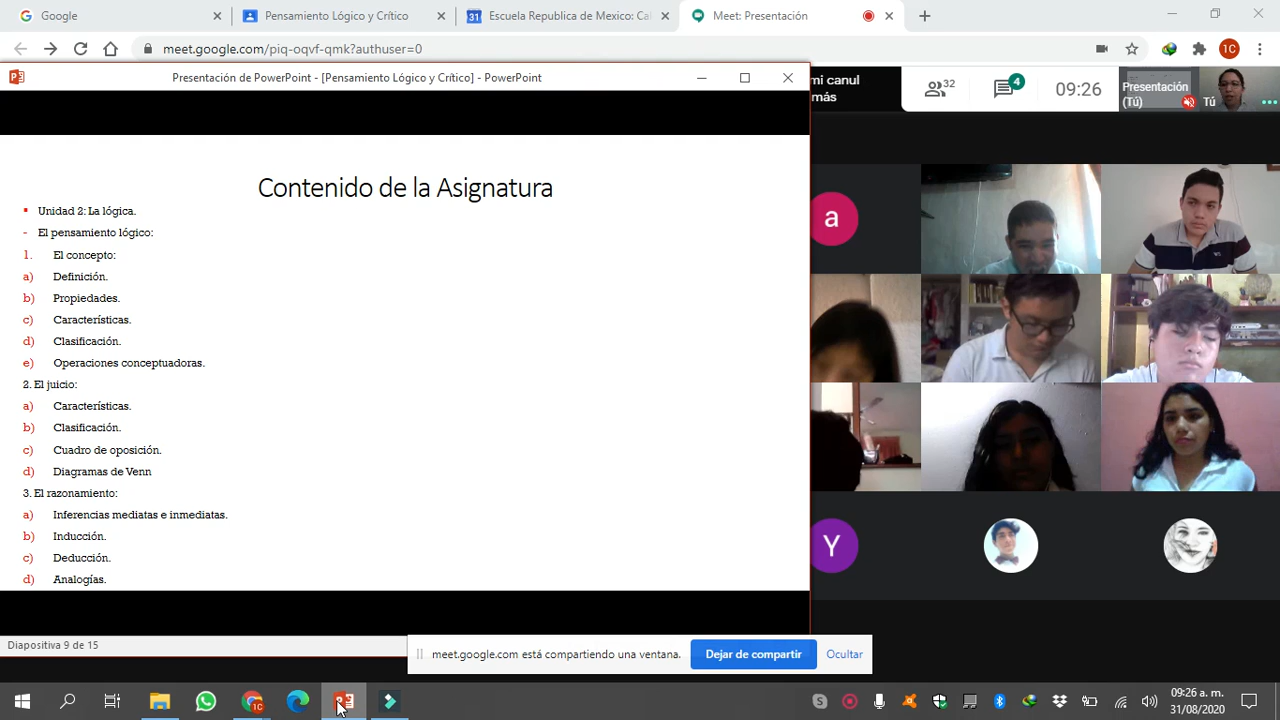 Google
Pensamiento Lógico y Crítico
Escuela Republica de Mexico: Cal
Meet: Presentación
meet.google.com/piq-oqvf-qmk?authuser=0
1C
Presentación de PowerPoint - [Pensamiento Lógico y Crítico] - PowerPoint
mi canul
más
32
4
09:26
Presentación
(Tú)
Tú
Contenido de la Asignatura
Unidad 2: La lógica.
- El pensamiento lógico:
1. El concepto:
a) Definición.
b) Propiedades.
c) Características.
d) Clasificación.
e) Operaciones conceptuadoras.
2. El juicio:
a) Características.
b) Clasificación.
c) Cuadro de oposición.
d) Diagramas de Venn
3. El razonamiento:
a) Inferencias mediatas e inmediatas.
b) Inducción.
c) Deducción.
d) Analogías.
a
Y
Diapositiva 9 de 15
meet.google.com está compartiendo una ventana.
Dejar de compartir
Ocultar
09:26 a. m.
31/08/2020